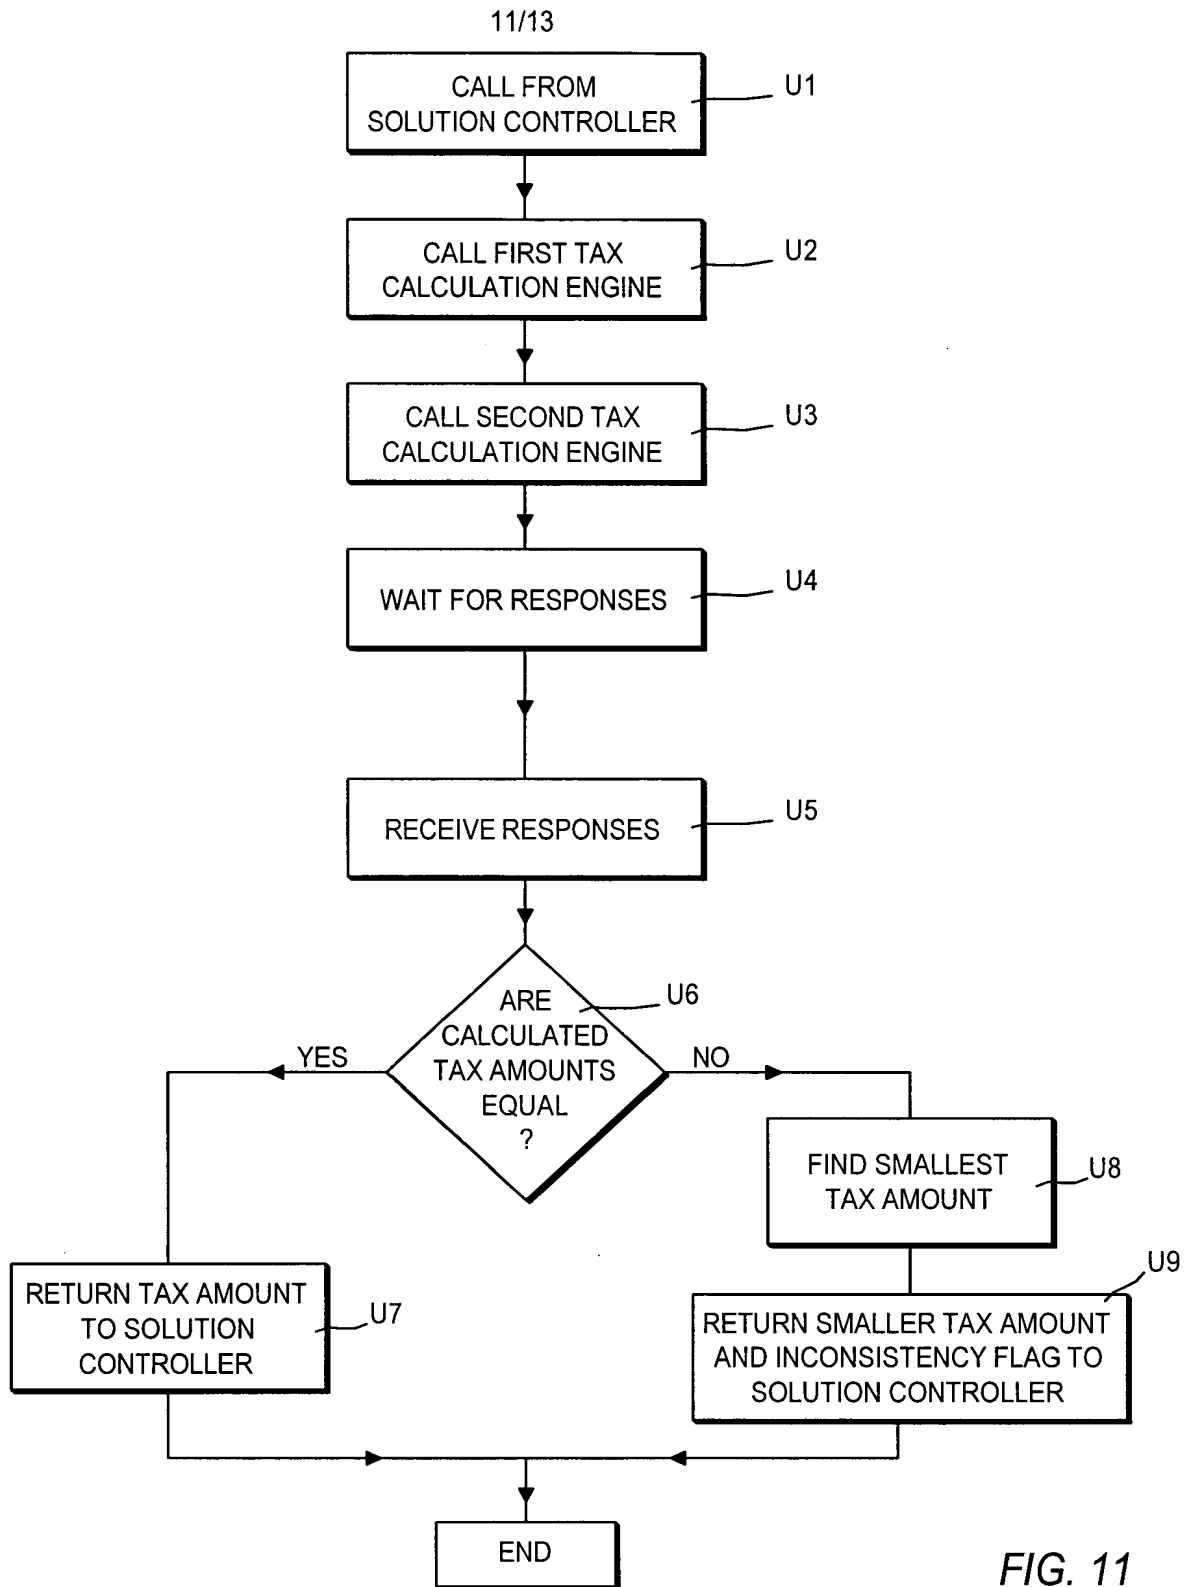 11/13
CALL FROM
SOLUTION CONTROLLER
U1
CALL FIRST TAX
CALCULATION ENGINE
U2
CALL SECOND TAX
CALCULATION ENGINE
U3
WAIT FOR RESPONSES
U4
RECEIVE RESPONSES
U5
ARE
CALCULATED
TAX AMOUNTS
EQUAL
?
U6
YES
NO
FIND SMALLEST
TAX AMOUNT
U8
RETURN TAX AMOUNT
TO SOLUTION
CONTROLLER
U7
RETURN SMALLER TAX AMOUNT
AND INCONSISTENCY FLAG TO
SOLUTION CONTROLLER
U9
END
FIG. 11